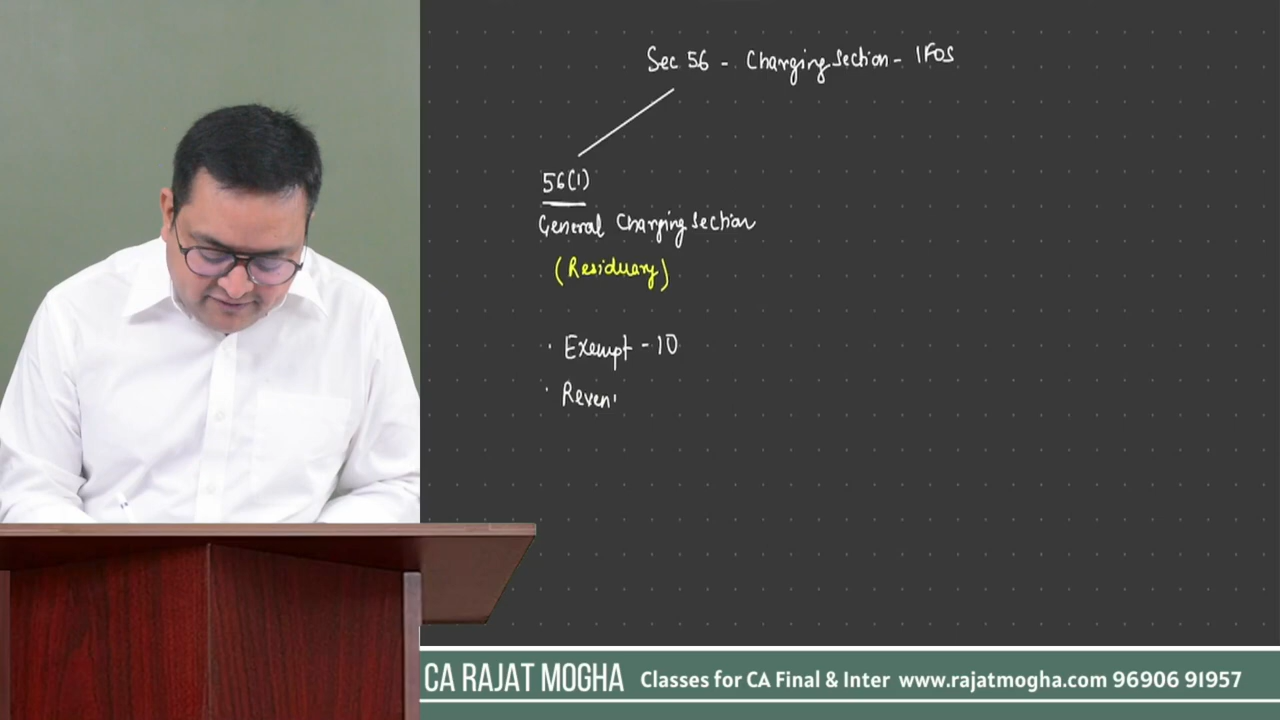 Sec 56 - Charging Section - IFOS
56(1)
General Charging Section
(Residuary)
· Exempt - 10
· Reven
CA RAJAT MOGHA Classes for CA Final & Inter www.rajatmogha.com 96906 91957